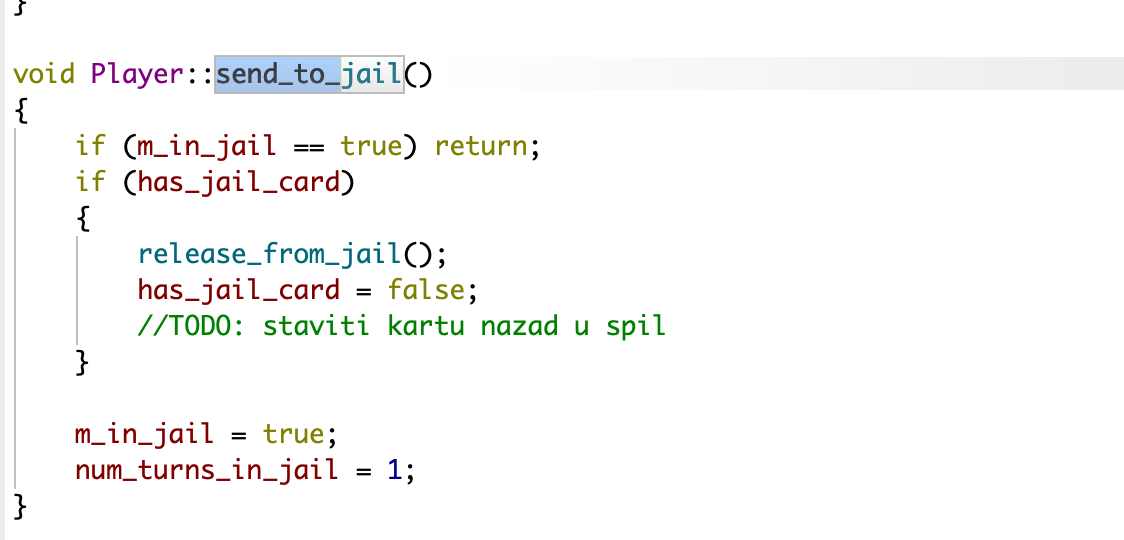 }
void Player::send_to_jail()
{
    if (m_in_jail == true) return;
    if (has_jail_card)
    {
        release_from_jail();
        has_jail_card = false;
        //TODO: staviti kartu nazad u spil
    }
    m_in_jail = true;
    num_turns_in_jail = 1;
}